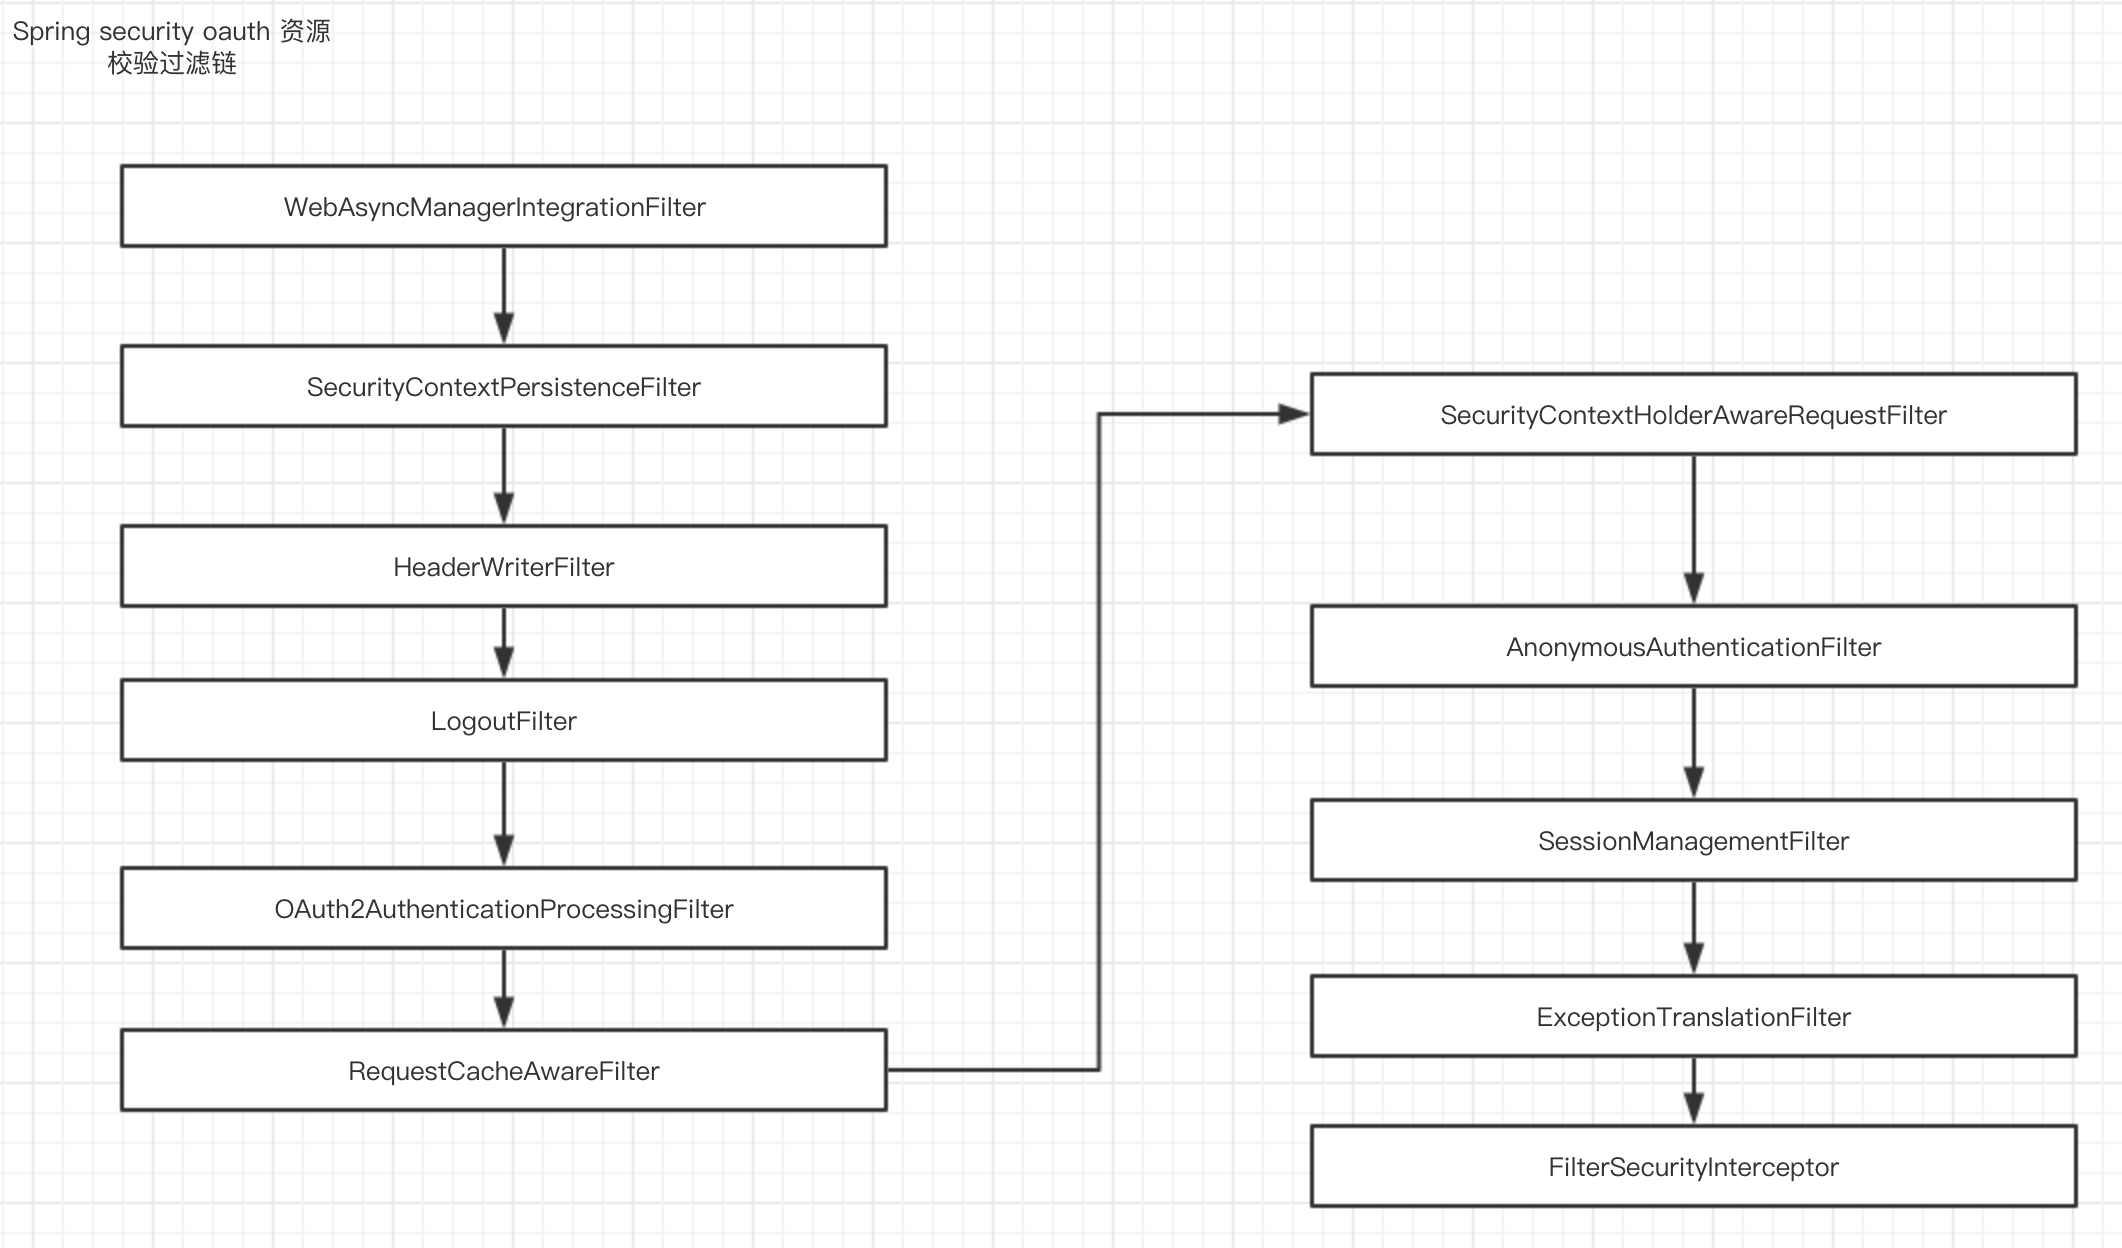 Spring security oauth 资源
校验过滤链
WebAsyncManagerIntegrationFilter
SecurityContextPersistenceFilter
HeaderWriterFilter
LogoutFilter
OAuth2AuthenticationProcessingFilter
RequestCacheAwareFilter
SecurityContextHolderAwareRequestFilter
AnonymousAuthenticationFilter
SessionManagementFilter
ExceptionTranslationFilter
FilterSecurityInterceptor